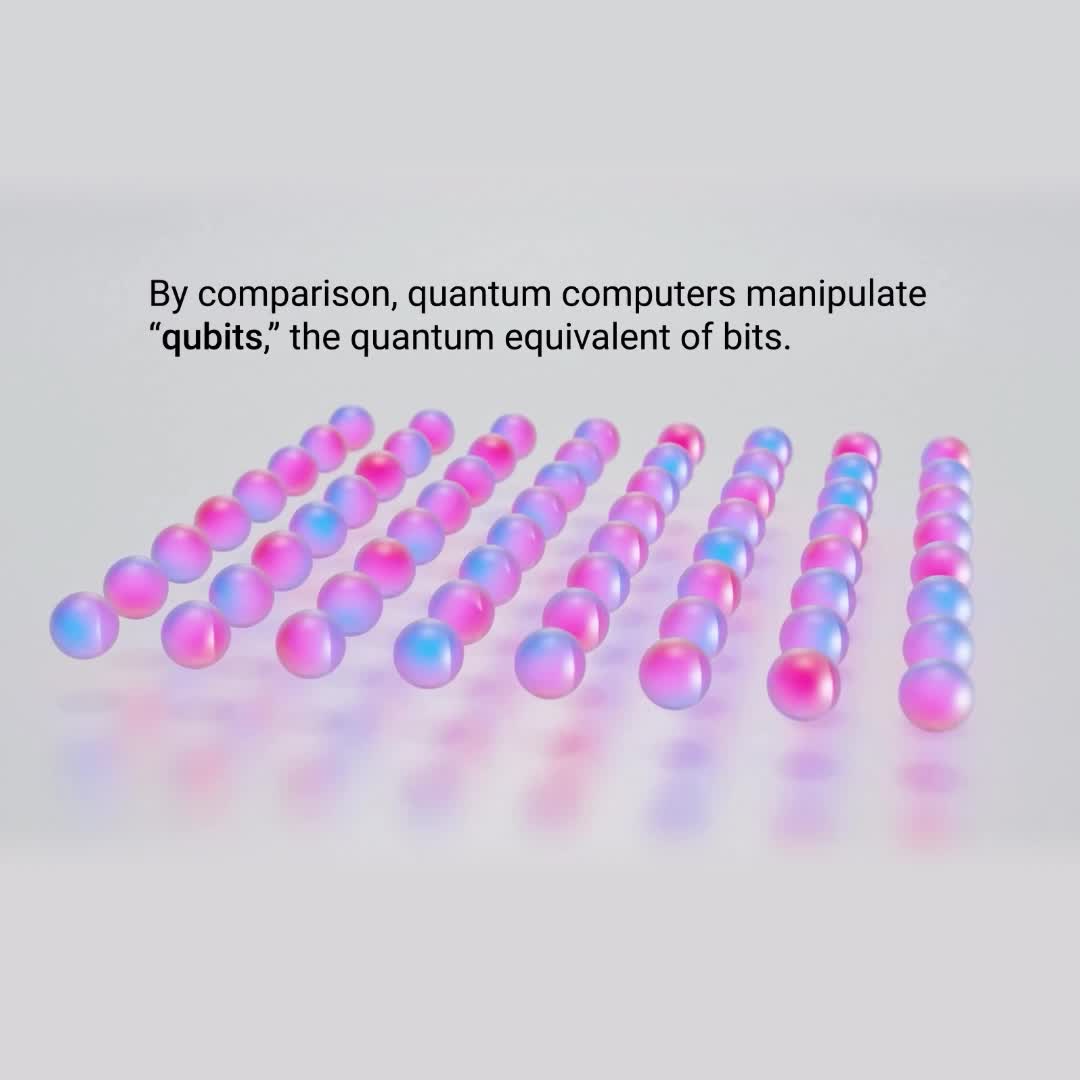 By comparison, quantum computers manipulate
“qubits,” the quantum equivalent of bits.